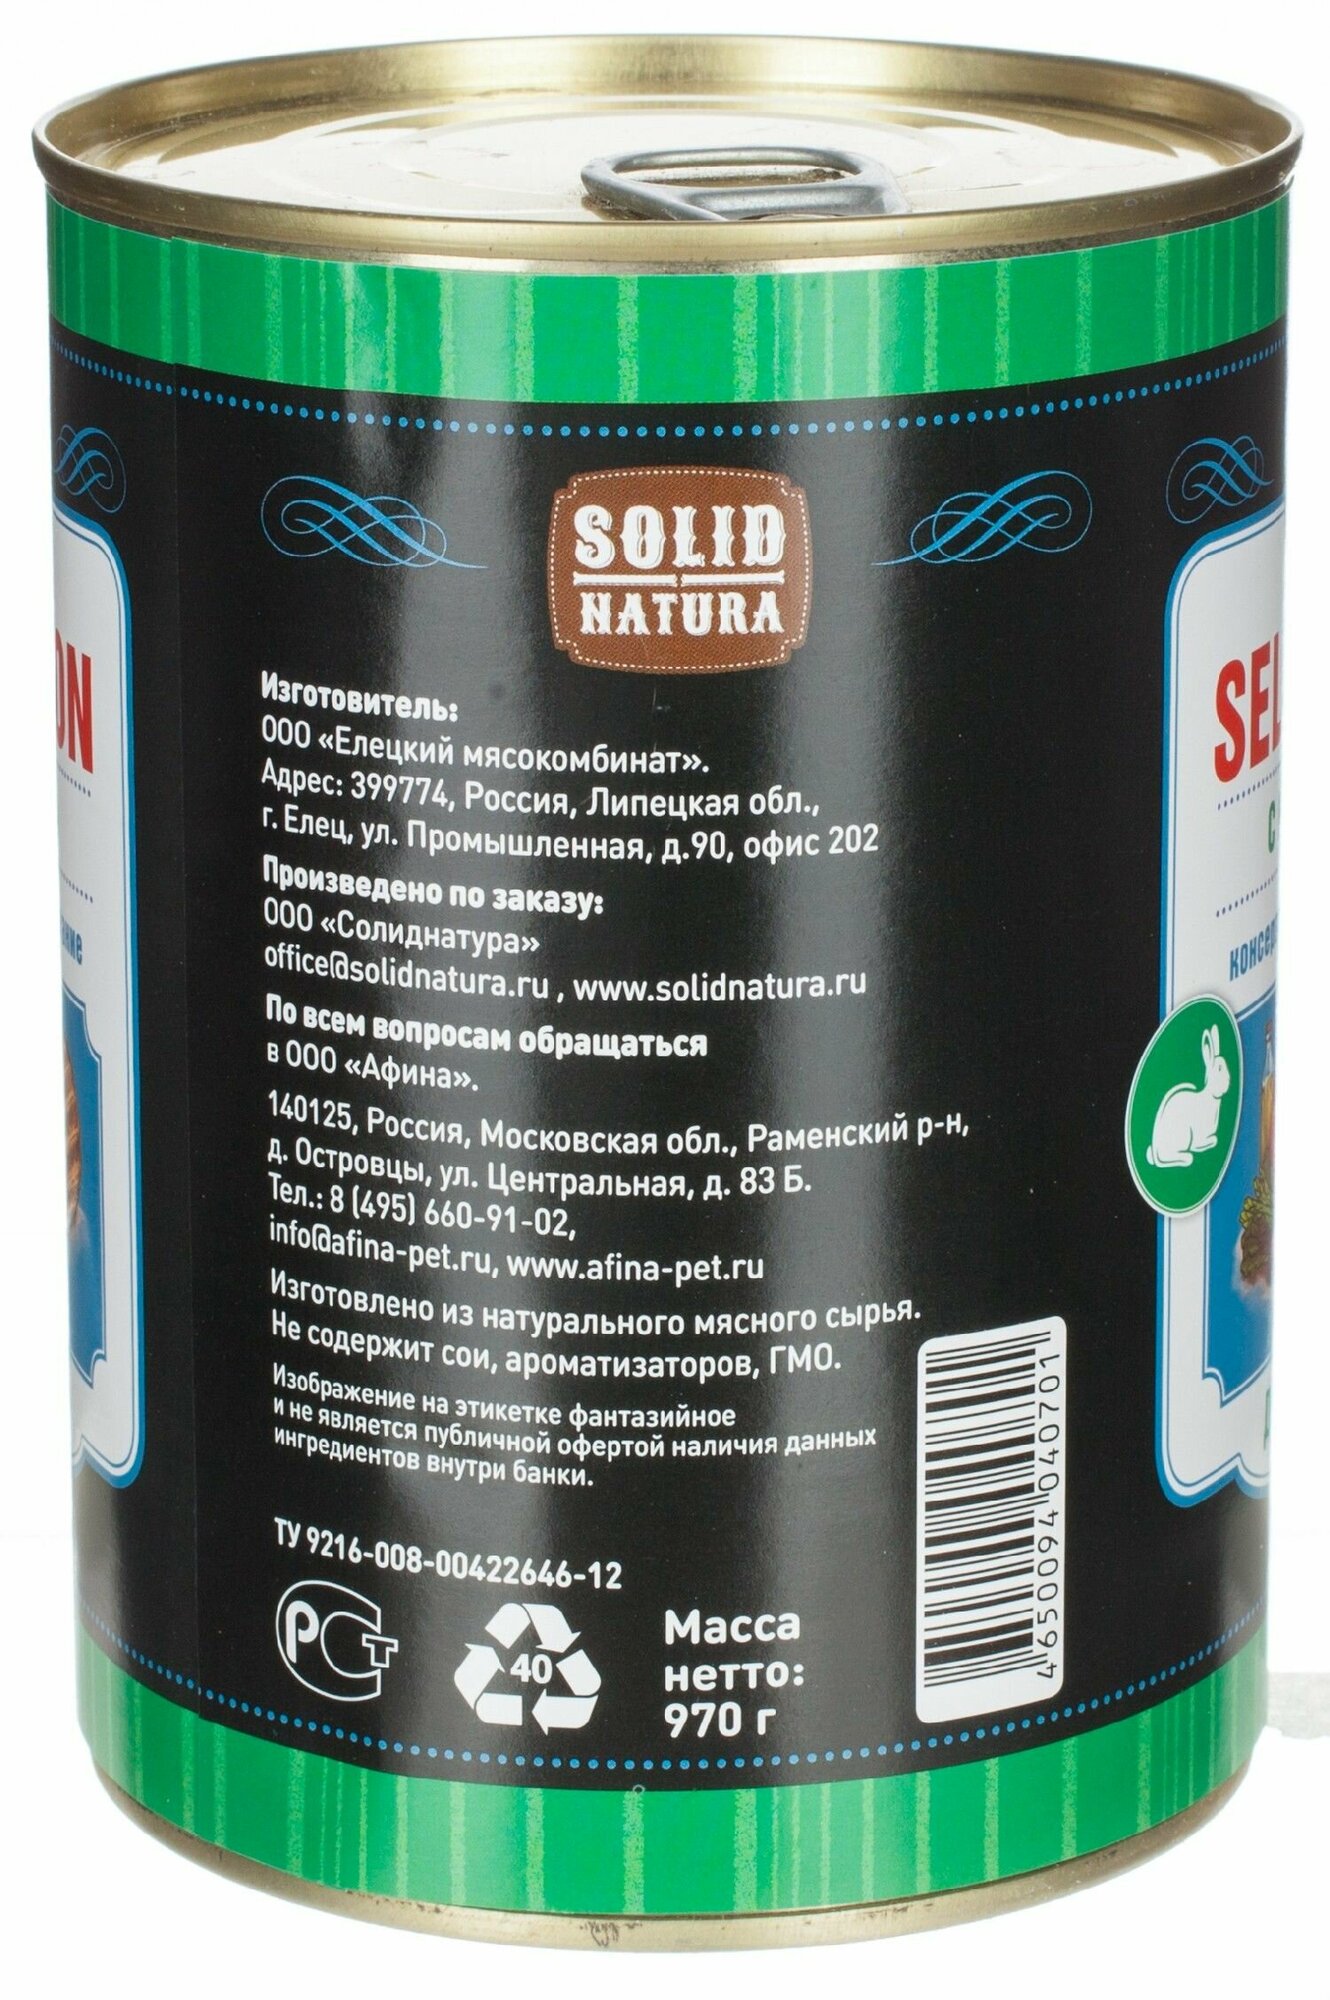 SOLID
NATURA
Изготовитель:
ООО «Елецкий мясокомбинат».
Адрес: 399774, Россия, Липецкая обл.,
г. Елец, ул. Промышленная, д.90, офис 202
Произведено по заказу:
ООО «Солиднатура»
office@solidnatura.ru , www.solidnatura.ru
По всем вопросам обращаться
в ООО «Афина».
140125, Россия, Московская обл., Раменский р-н,
д. Островцы, ул. Центральная, д. 83 Б.
Тел.: 8 (495) 660-91-02,
info@afina-pet.ru, www.afina-pet.ru
Изготовлено из натурального мясного сырья.
Не содержит сои, ароматизаторов, ГМО.
Изображение на этикетке фантазийное
и не является публичной офертой наличия данных
ингредиентов внутри банки.
ТУ 9216-008-00422646-12
РСТ
40
Масса
нетто:
970 г
4650094040701
ON
SEL